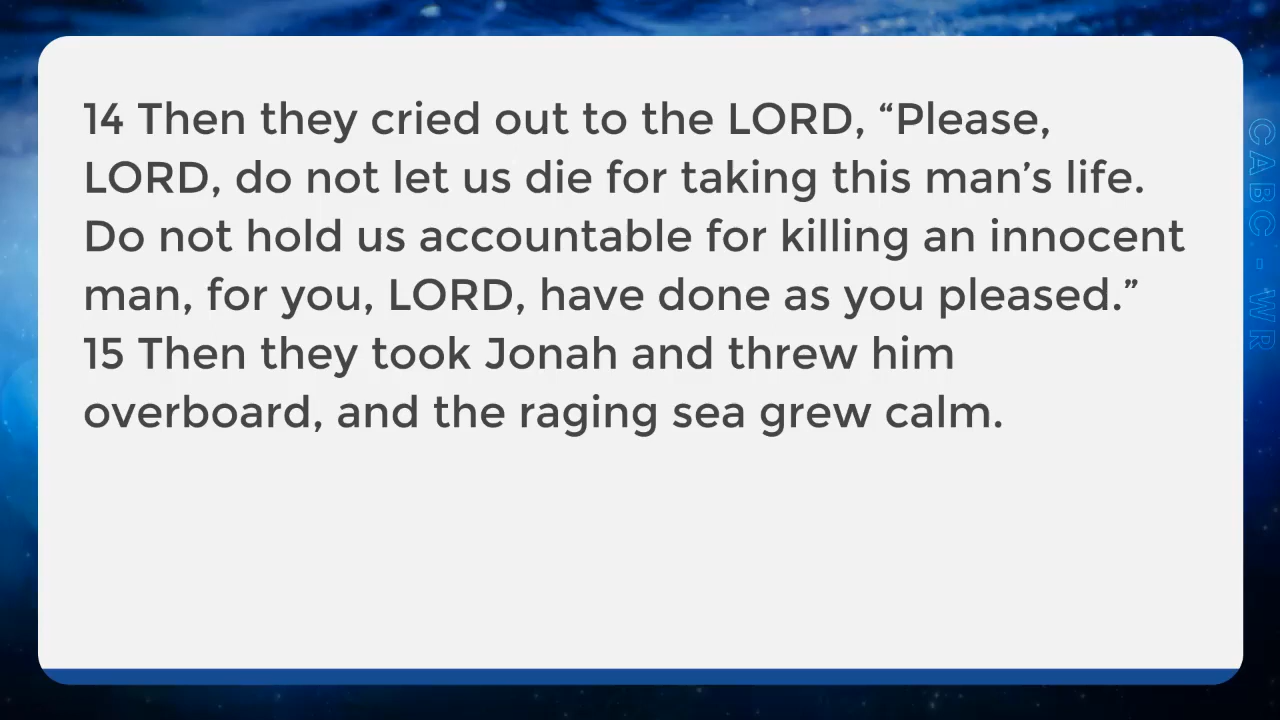 14 Then they cried out to the LORD, “Please,
LORD, do not let us die for taking this man’s life.
Do not hold us accountable for killing an innocent
man, for you, LORD, have done as you pleased.”
15 Then they took Jonah and threw him
overboard, and the raging sea grew calm.
CABC - WR